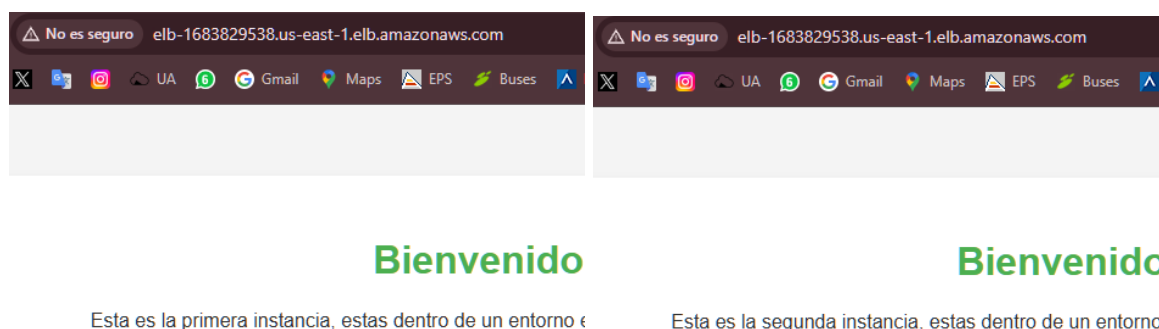 No es seguro elb-1683829538.us-east-1.elb.amazonaws.com
UA 6 Gmail Maps EPS Buses
Bienvenido
Esta es la primera instancia, estas dentro de un entorno
No es seguro elb-1683829538.us-east-1.elb.amazonaws.com
UA 6 Gmail Maps EPS Buses
Bienvenido
Esta es la segunda instancia, estas dentro de un entorno